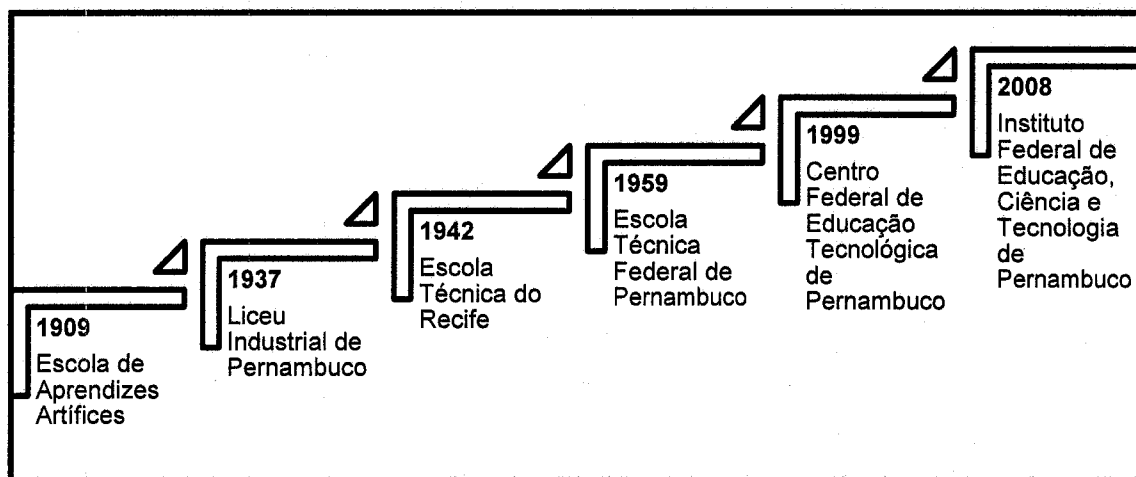 1909
Escola de
Aprendizes
Artífices
1937
Liceu
Industrial de
Pernambuco
1942
Escola
Técnica do
Recife
1959
Escola
Técnica
Federal de
Pernambuco
1999
Centro
Federal de
Educação
Tecnológica
de
Pernambuco
2008
Instituto
Federal de
Educação,
Ciência e
Tecnologia
de
Pernambuco